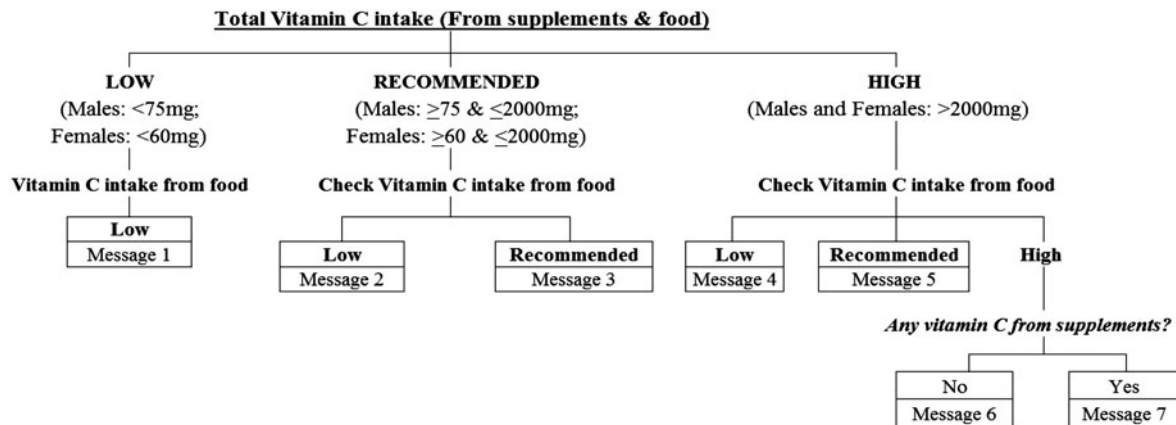 Total Vitamin C intake (From supplements & food)
LOW
(Males: <75mg;
Females: <60mg)
Vitamin C intake from food
Low
Message 1
RECOMMENDED
(Males: ≥75 & ≤2000mg;
Females: ≥60 & ≤2000mg)
Check Vitamin C intake from food
Low
Message 2
Recommended
Message 3
HIGH
(Males and Females: >2000mg)
Check Vitamin C intake from food
Low
Message 4
Recommended
Message 5
High
Any vitamin C from supplements?
No
Message 6
Yes
Message 7